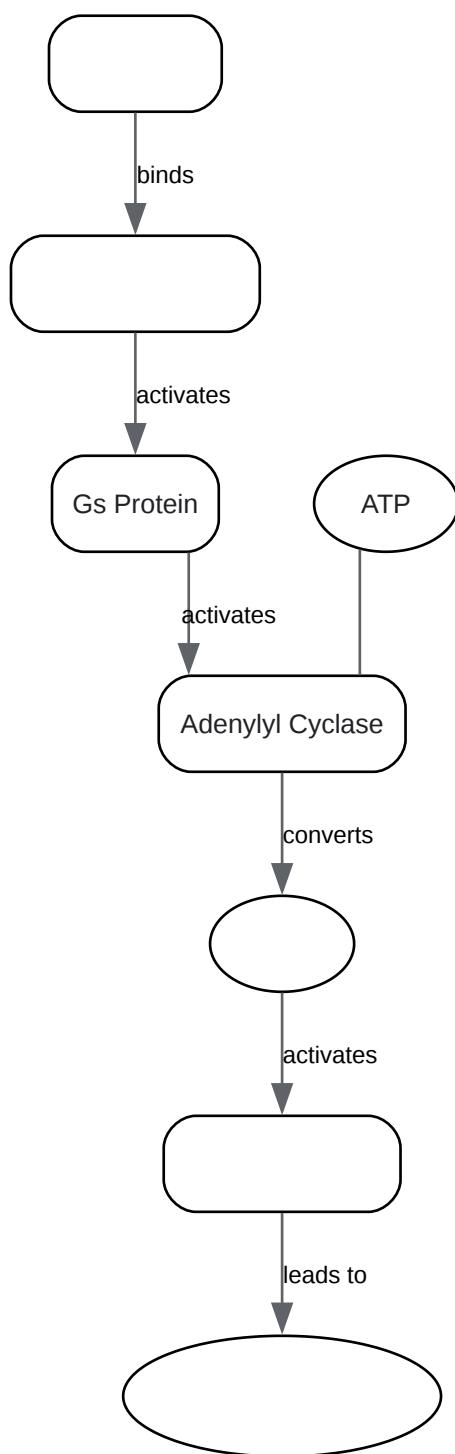 binds
activates
Gs Protein
ATP
activates
Adenylyl Cyclase
converts
activates
leads to